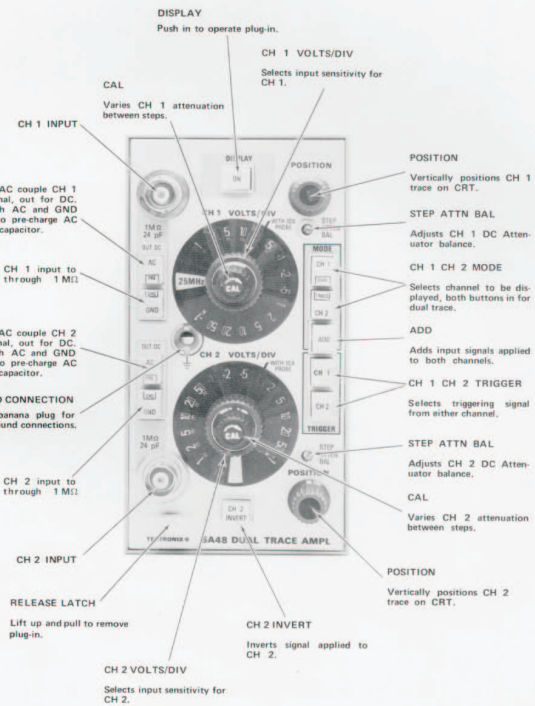 DISPLAY
Push in to operate plug-in.
CH 1 VOLTS/DIV
Selects input sensitivity for
CH 1.
CAL
Varies CH 1 attenuation
between steps.
CH 1 INPUT
AC couple CH 1
nal, out for DC.
h AC and GND
o pre-charge AC
capacitor.
CH 1 input to
through 1 MΩ
AC couple CH 2
nal, out for DC.
h AC and GND
o pre-charge AC
capacitor.
CONNECTION
banana plug for
und connections.
CH 2 input to
through 1 MΩ
CH 2 INPUT
RELEASE LATCH
Lift up and pull to remove
plug-in.
CH 2 VOLTS/DIV
Selects input sensitivity for
CH 2.
CH 2 INVERT
Inverts signal applied to
CH 2.
POSITION
Vertically positions CH 1
trace on CRT.
STEP ATTN BAL
Adjusts CH 1 DC Atten-
uator balance.
CH 1 CH 2 MODE
Selects channel to be dis-
played, both buttons in for
dual trace.
ADD
Adds input signals applied
to both channels.
CH 1 CH 2 TRIGGER
Selects triggering signal
from either channel.
STEP ATTN BAL
Adjusts CH 2 DC Atten-
uator balance.
CAL
Varies CH 2 attenuation
between steps.
POSITION
Vertically positions CH 2
trace on CRT.
DISPLAY
ON
POSITION
CH 1 VOLTS/DIV
WITH 10X
PROBE
STEP
BAL
1MΩ
24 pF
OUT DC
AC
GND
25MHz
CAL
MODE
CH 1
CH 2
ADD
CH 1
CH 2
TRIGGER
OUT DC
AC
GND
1MΩ
24 pF
CH 2 VOLTS/DIV
WITH 10X
PROBE
CAL
STEP
ATTEN
BAL
POSITION
CH 2
INVERT
TEKTRONIX® 5A48 DUAL TRACE AMPL